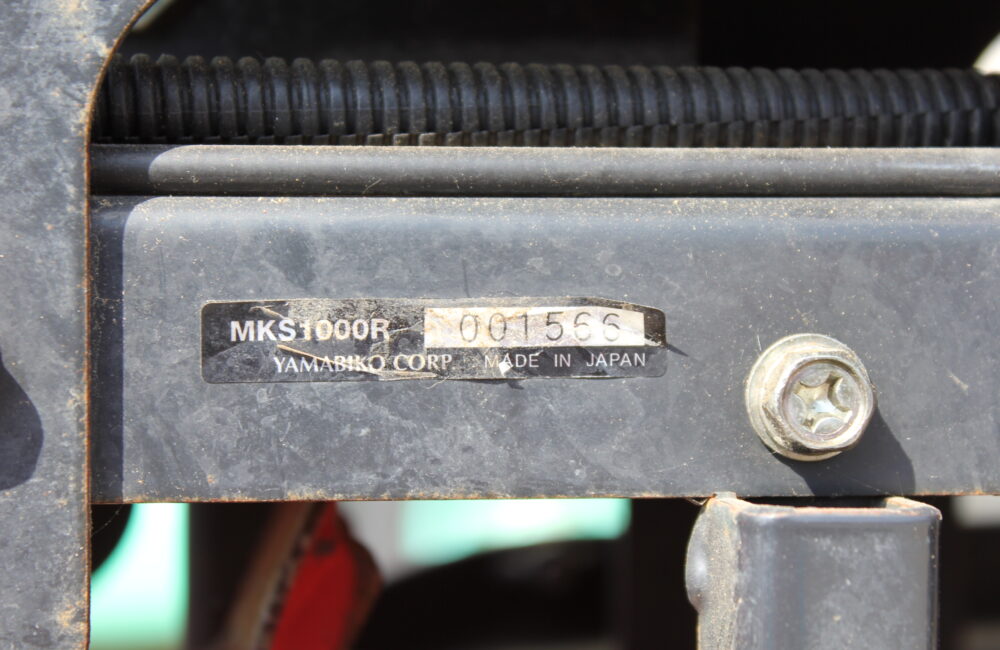 MKS1000R 001566
YAMABIKO CORP MADE IN JAPAN